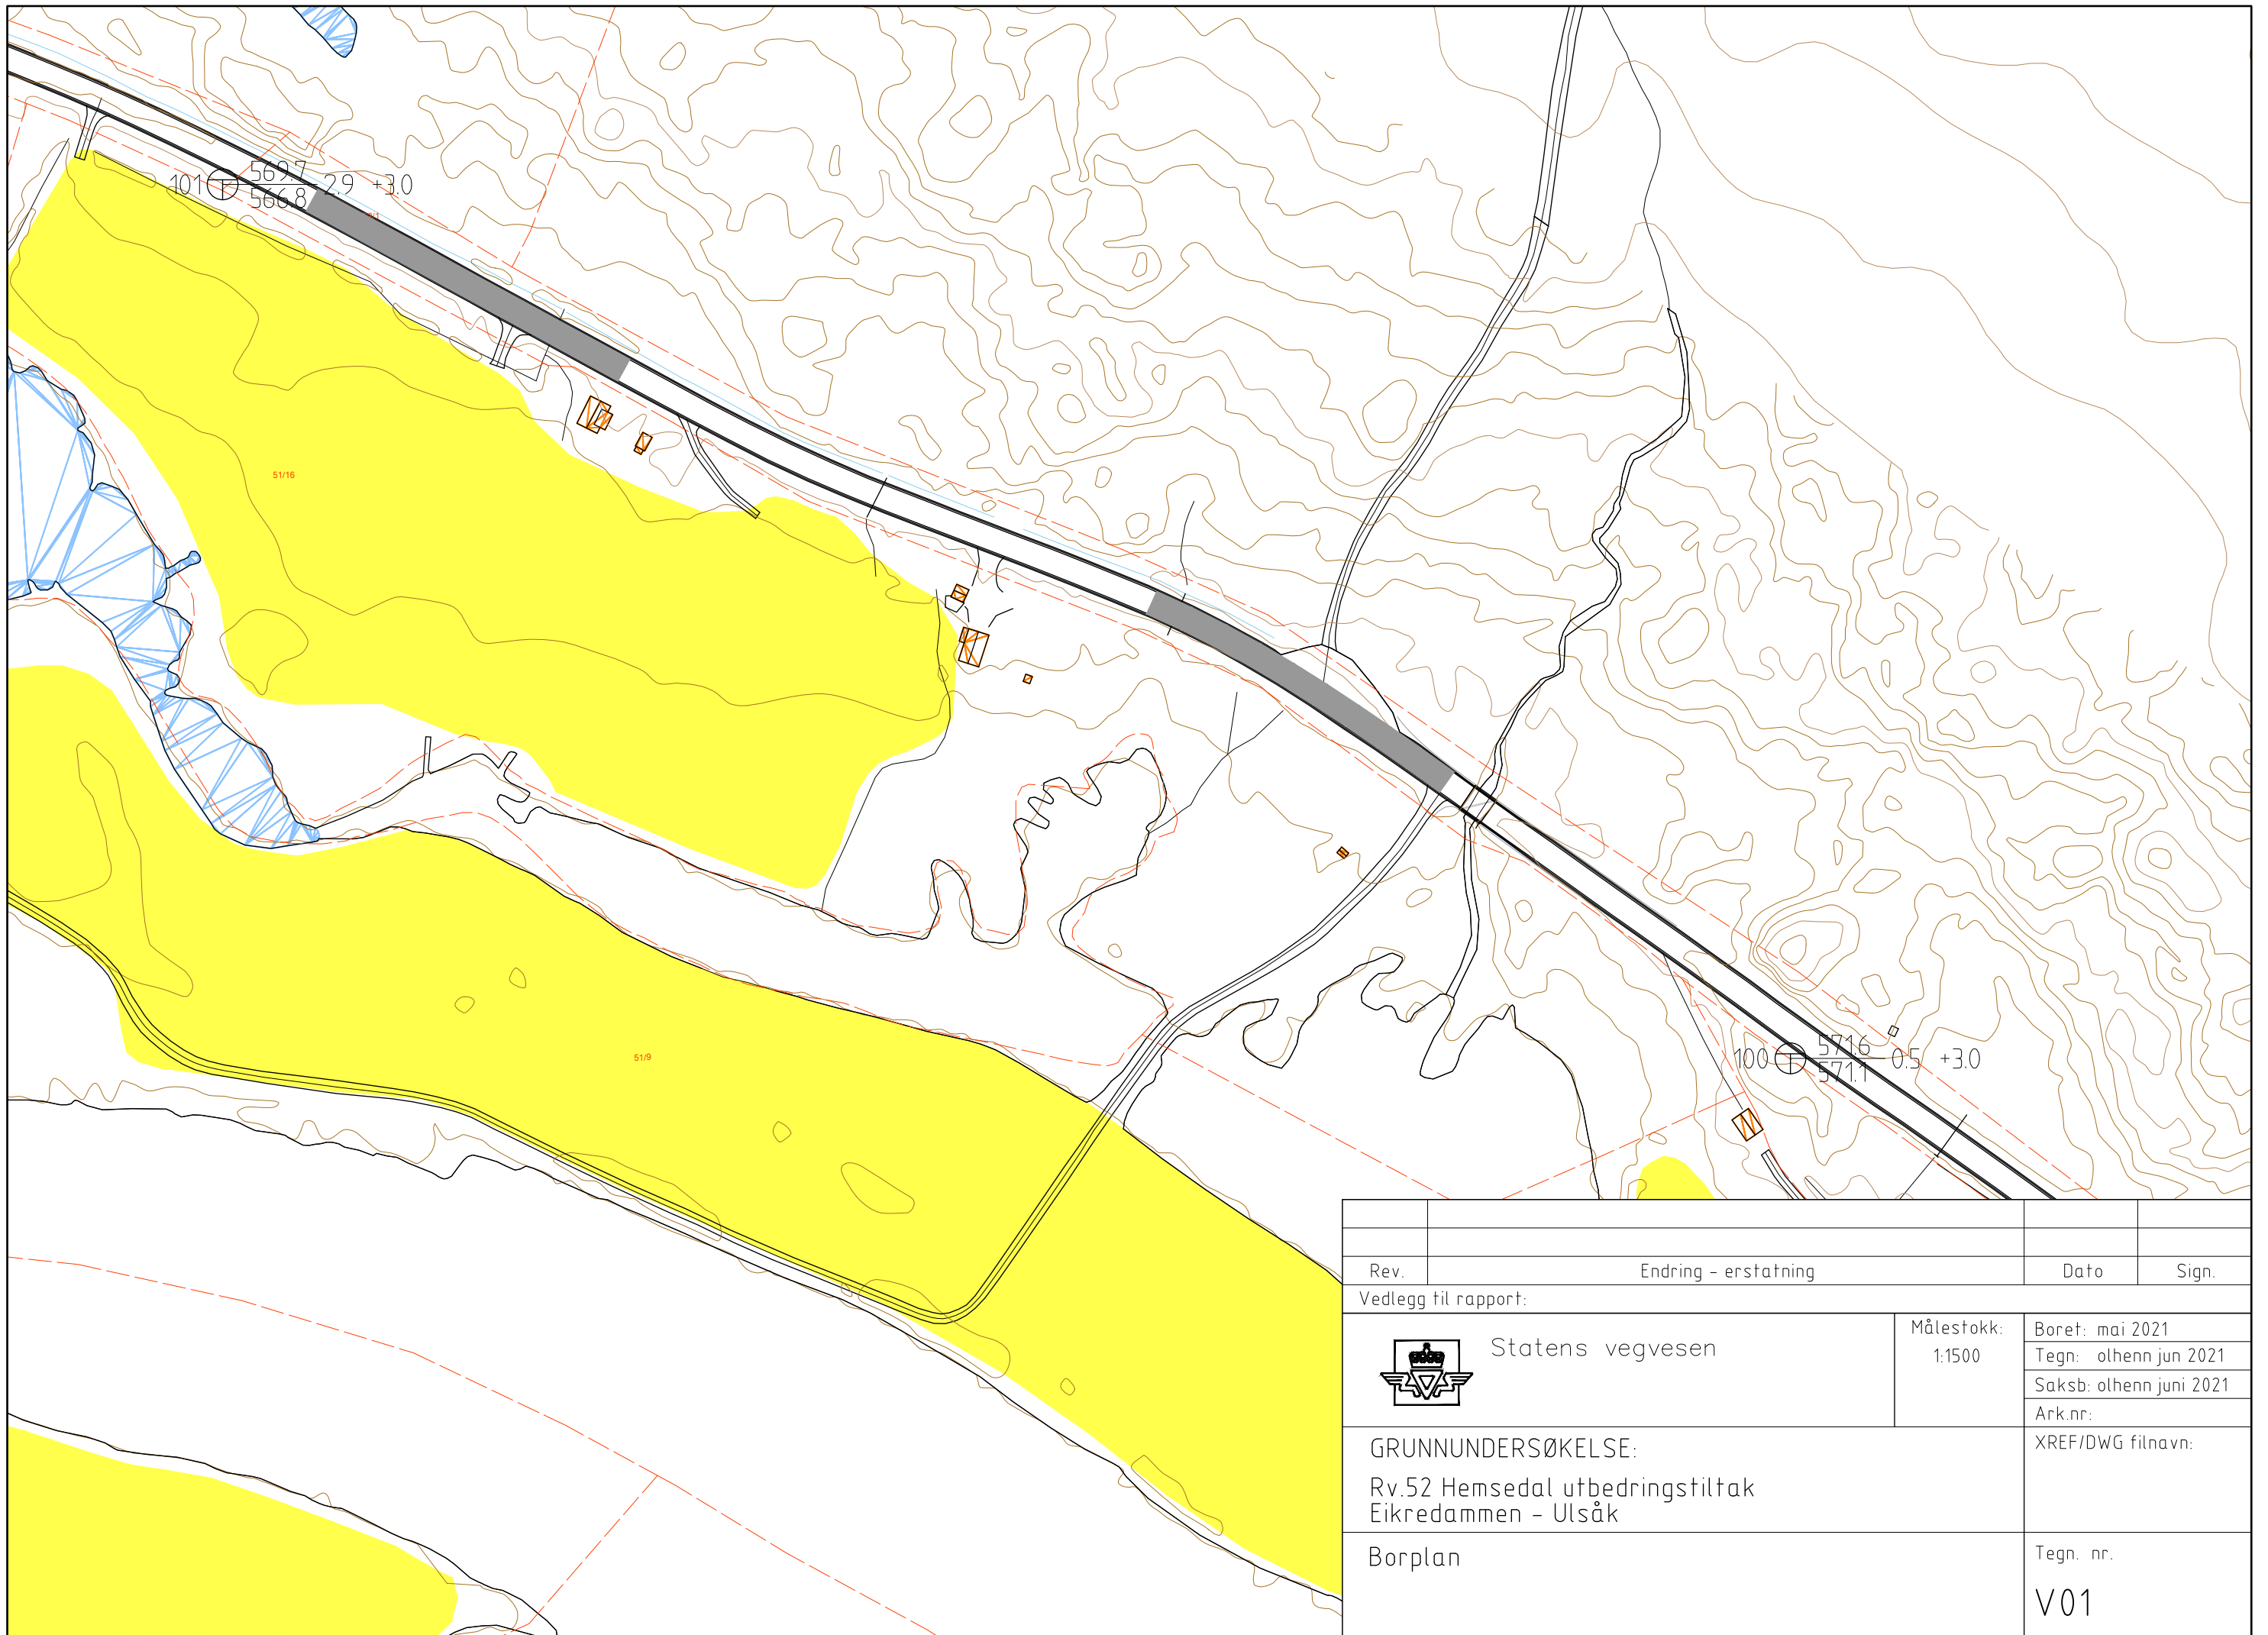 101 569.7 2.9 +3.0
566.8
51/16
51/9
100 571.6 0.5 +3.0
571.1
Rev. Endring - erstatning Dato Sign.
Vedlegg til rapport:
Statens vegvesen
Målestokk:
1:1500
Boret: mai 2021
Tegn: olhenn jun 2021
Saksb: olhenn juni 2021
Ark.nr:
GRUNNUNDERSØKELSE:
Rv.52 Hemsedal utbedringstiltak
Eikredammen - Ulsåk
XREF/DWG filnavn:
Borplan
Tegn. nr.
V01